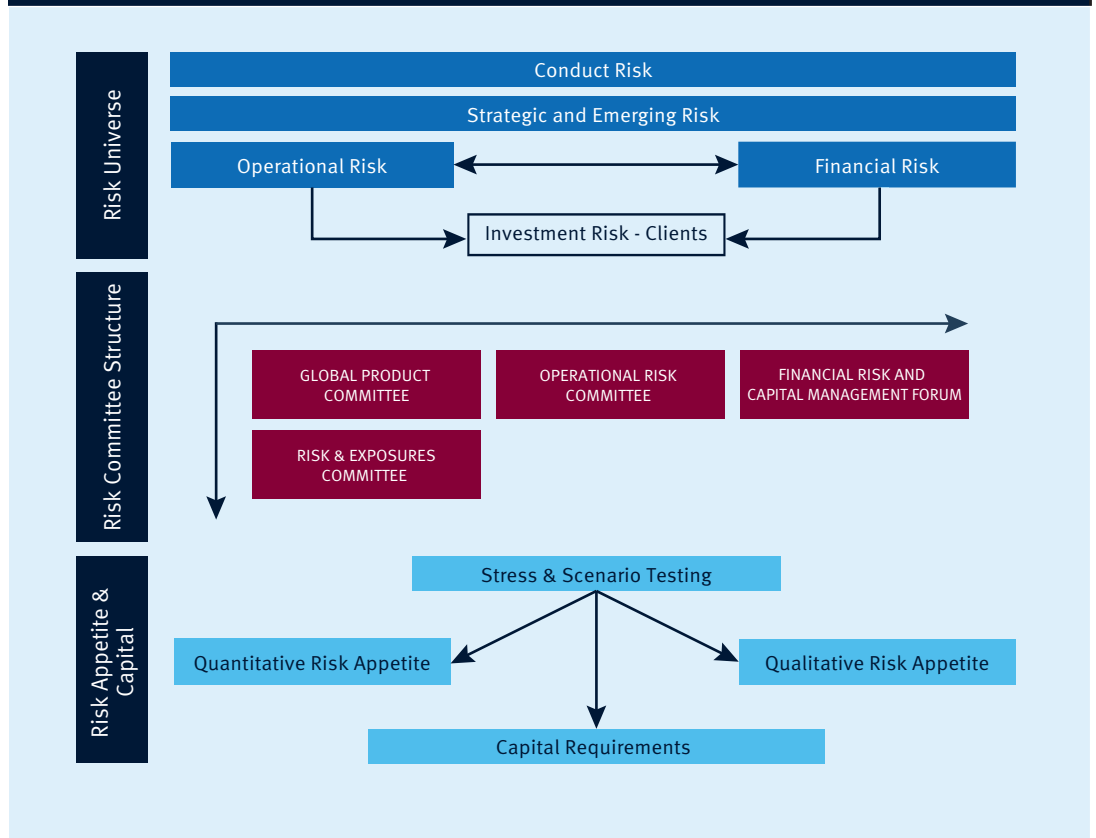 Risk Universe
Conduct Risk
Strategic and Emerging Risk
Operational Risk
Financial Risk
Investment Risk - Clients
Risk Committee Structure
GLOBAL PRODUCT
COMMITTEE
OPERATIONAL RISK
COMMITTEE
FINANCIAL RISK AND
CAPITAL MANAGEMENT FORUM
RISK & EXPOSURES
COMMITTEE
Risk Appetite &
Capital
Stress & Scenario Testing
Quantitative Risk Appetite
Qualitative Risk Appetite
Capital Requirements